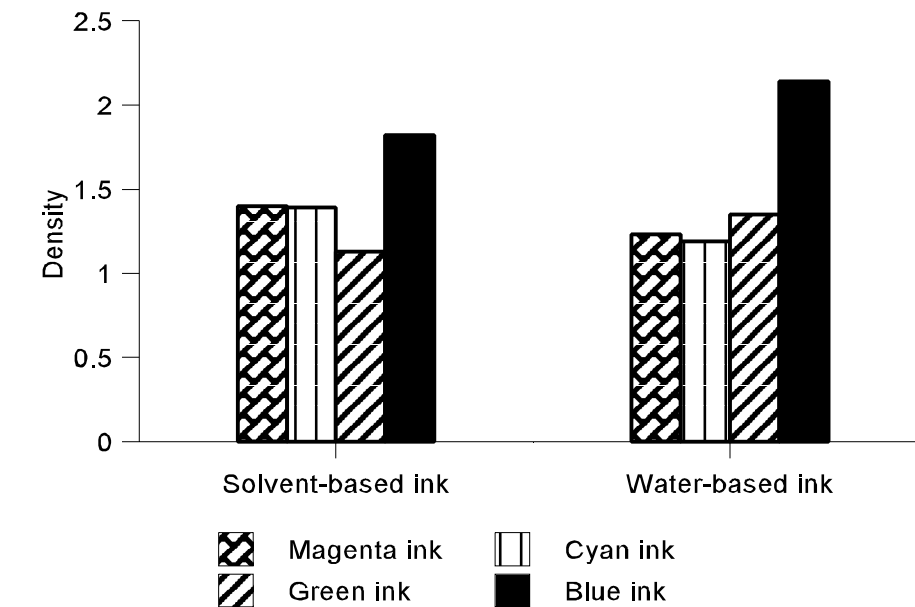 2.5
2
1.5
1
0.5
0
Density
Solvent-based ink
Water-based ink
Magenta ink
Cyan ink
Green ink
Blue ink